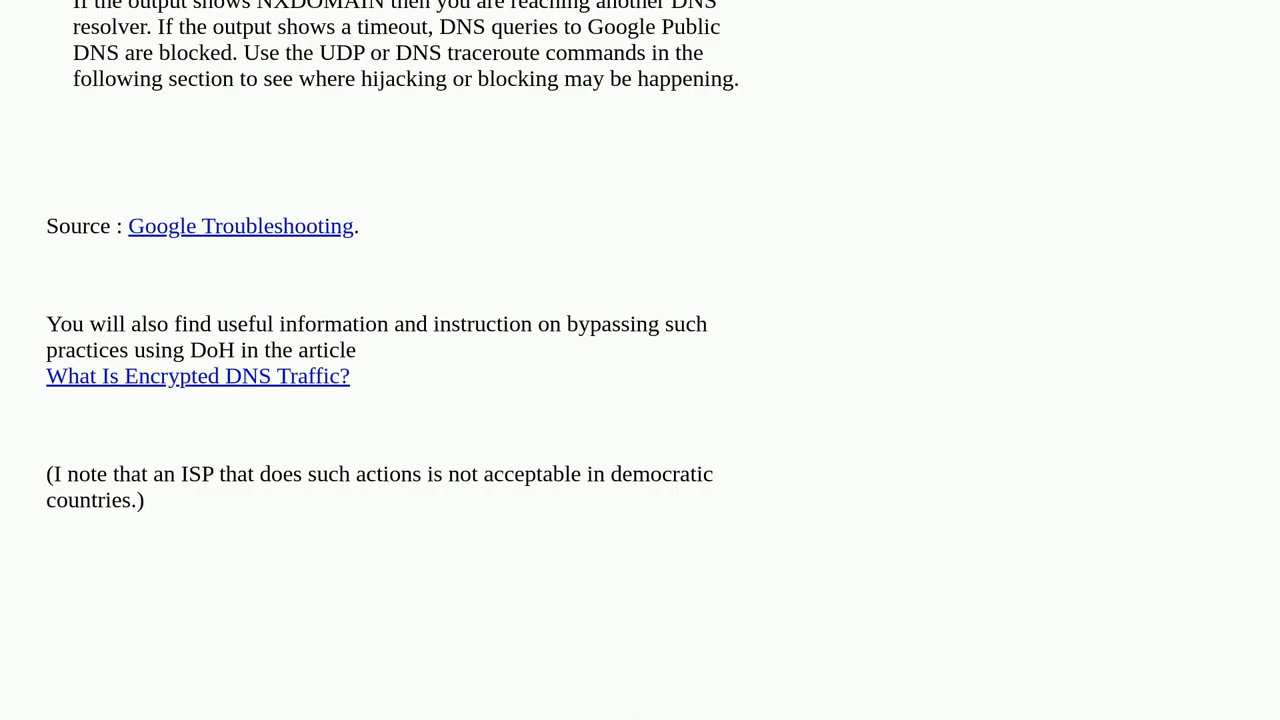 If the output shows NXDOMAIN then you are reaching another DNS
resolver. If the output shows a timeout, DNS queries to Google Public
DNS are blocked. Use the UDP or DNS traceroute commands in the
following section to see where hijacking or blocking may be happening.
Source : Google Troubleshooting.
You will also find useful information and instruction on bypassing such
practices using DoH in the article
What Is Encrypted DNS Traffic?
(I note that an ISP that does such actions is not acceptable in democratic
countries.)